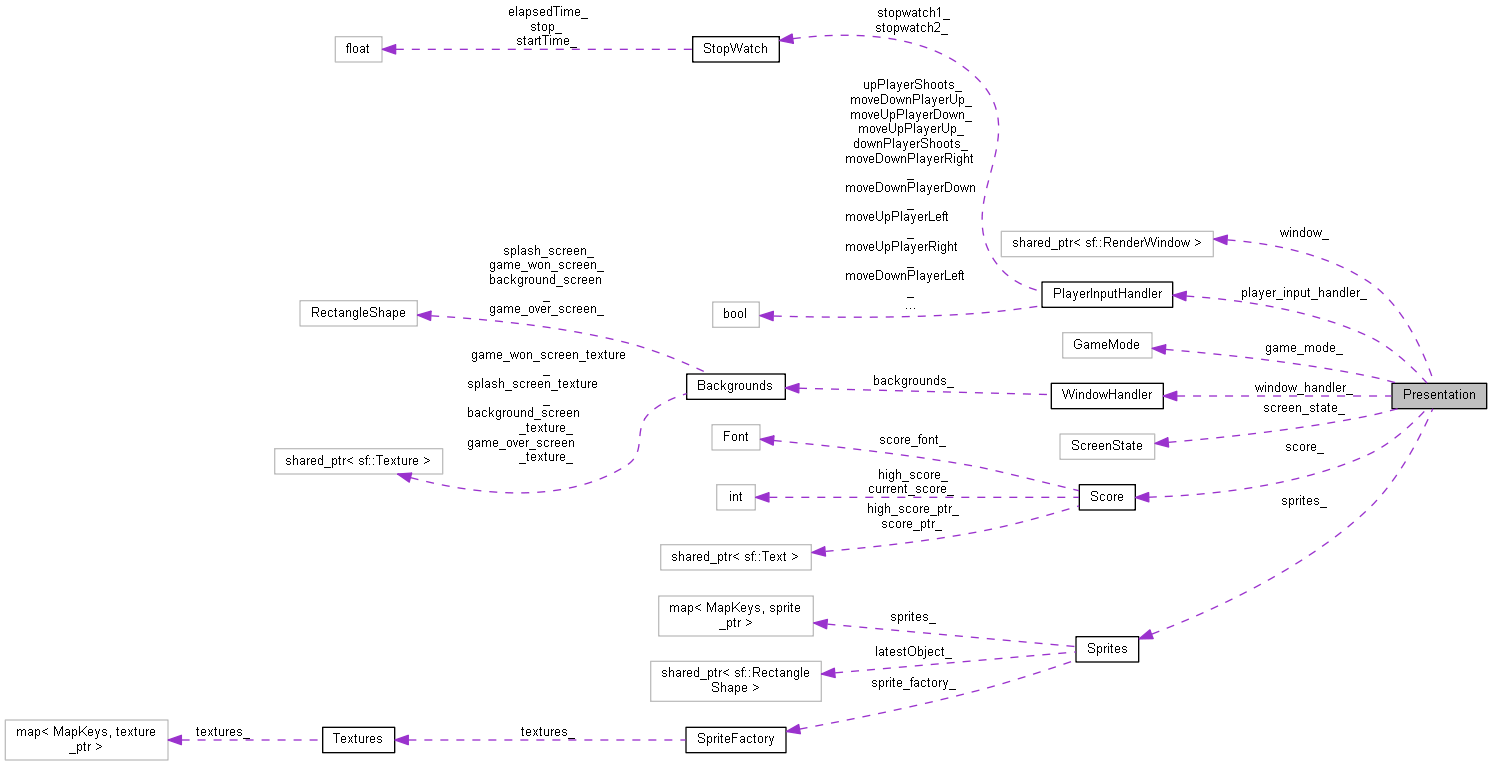 elapsedTime_
stop_
startTime_
float
StopWatch
stopwatch1_
stopwatch2_
upPlayerShoots_
moveDownPlayerUp_
moveUpPlayerDown_
moveUpPlayerUp_
downPlayerShoots_
moveDownPlayerRight
_
moveDownPlayerDown
_
moveUpPlayerLeft
_
moveUpPlayerRight
_
moveDownPlayerLeft
_
...
shared_ptr< sf::RenderWindow >
window_
splash_screen_
game_won_screen_
background_screen
_
game_over_screen_
RectangleShape
bool
PlayerInputHandler
player_input_handler_
GameMode
game_mode_
game_won_screen_texture
_
splash_screen_texture
_
background_screen
_texture_
game_over_screen
_texture_
shared_ptr< sf::Texture >
Backgrounds
backgrounds_
WindowHandler
window_handler_
Presentation
screen_state_
ScreenState
Font
score_font_
score_
int
high_score_
current_score_
Score
high_score_ptr_
score_ptr_
shared_ptr< sf::Text >
sprites_
map< MapKeys, sprite
_ptr >
sprites_
Sprites
latestObject_
shared_ptr< sf::Rectangle
Shape >
sprite_factory_
map< MapKeys, texture
_ptr >
textures_
Textures
textures_
SpriteFactory